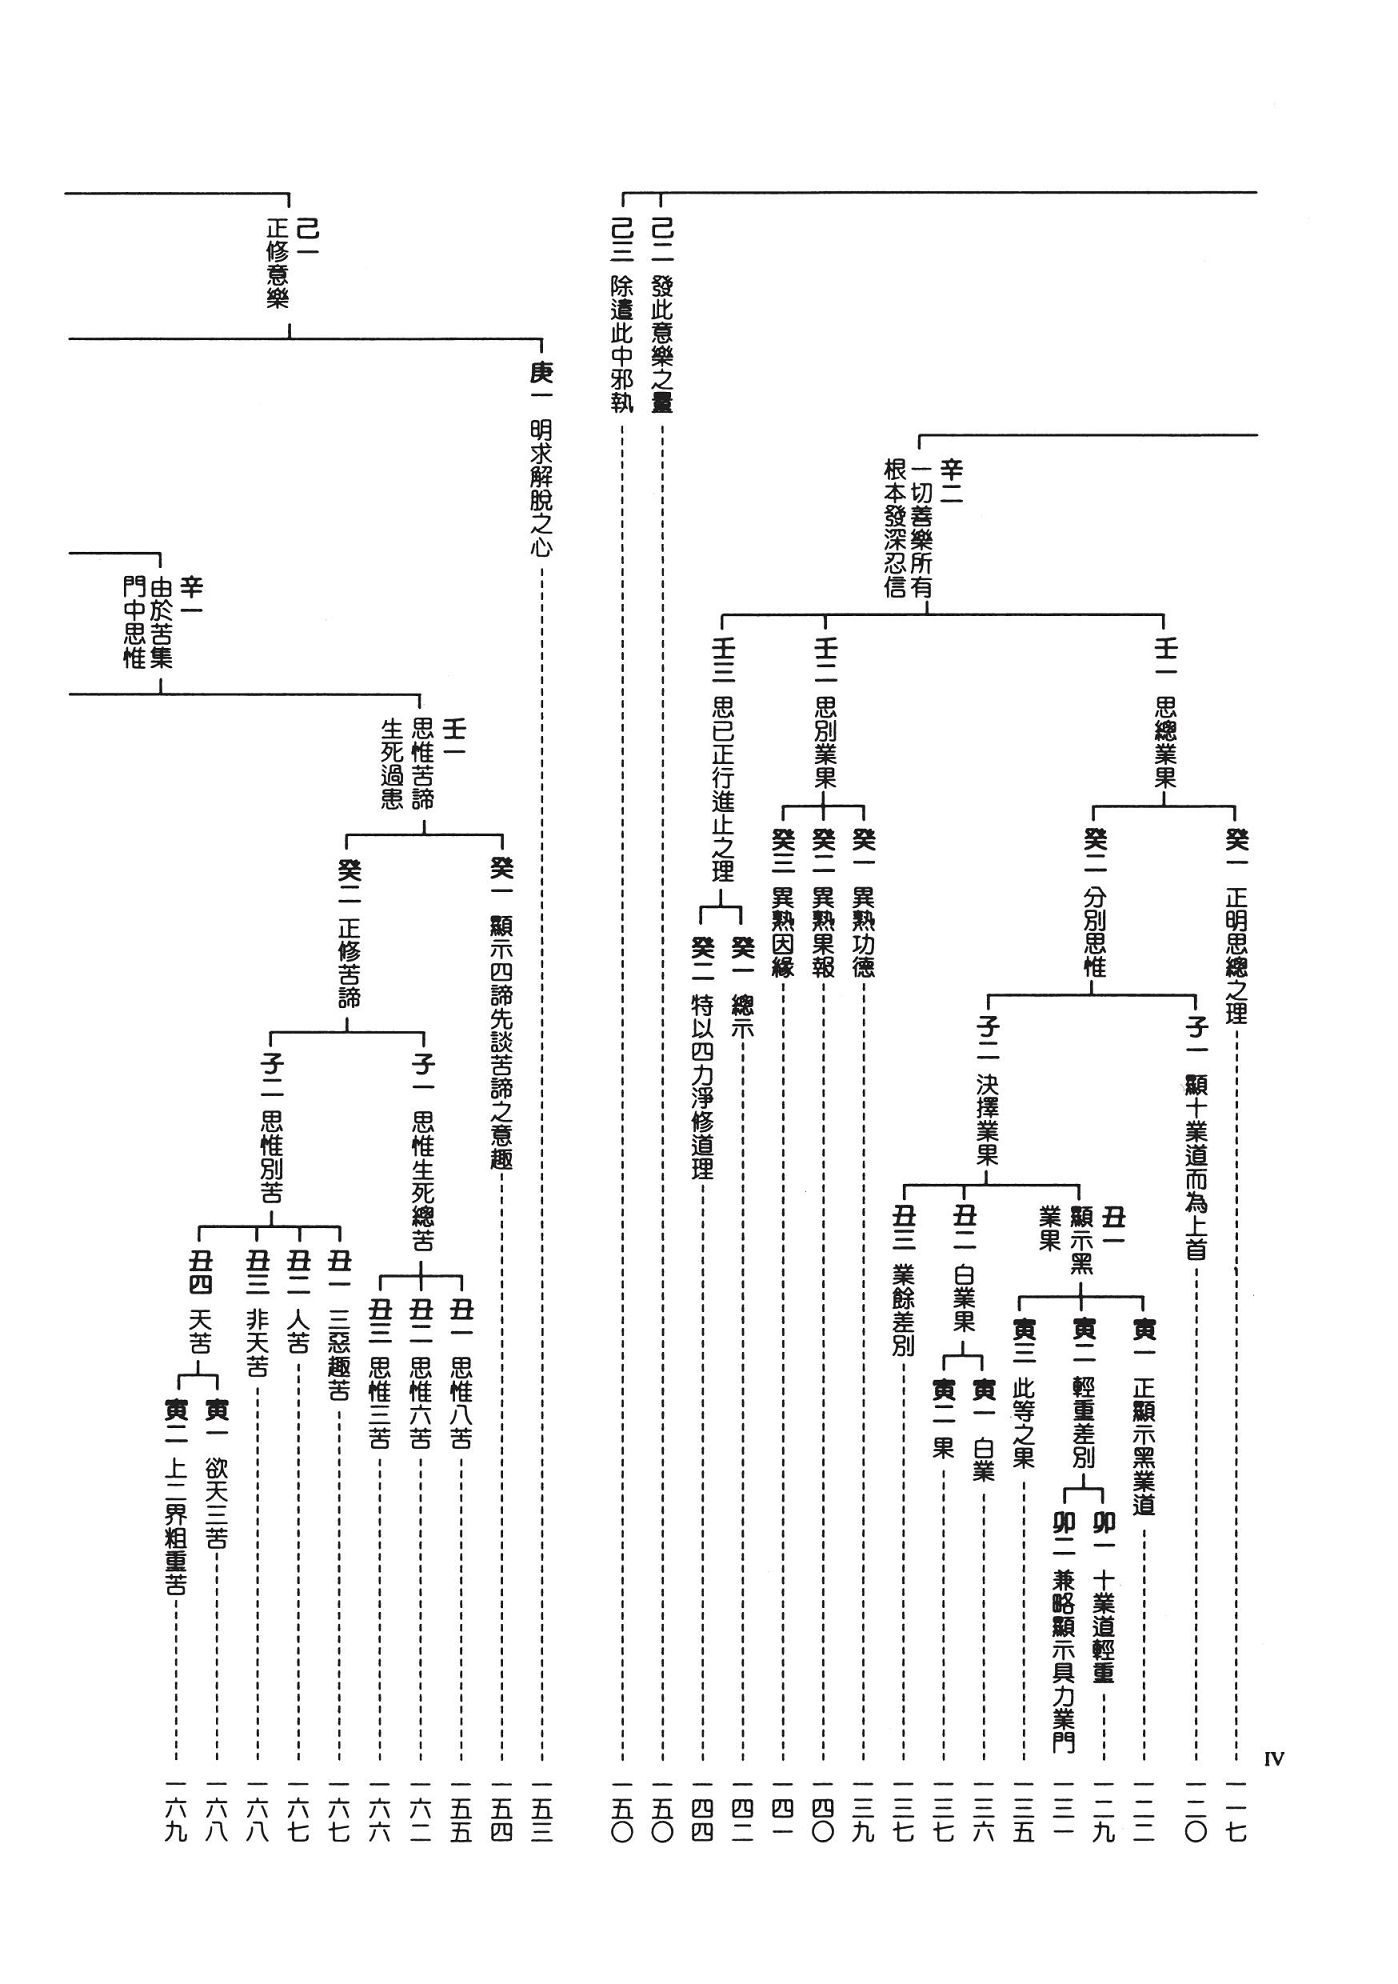 IV
辛二
一切善樂所有
根本發深忍信
壬一 思總業果
癸一 正明思總之理 一一七
癸二 分別思惟
子一 顯十業道而為上首 一二〇
子二 決擇業果
丑一
顯示黑
業果
寅一 正顯示黑業道 一二二
寅二 輕重差別
卯一 十業道輕重 一二九
卯二 兼略顯示具力業門 一三一
寅三 此等之果 一三五
丑二 白業果
寅一 白業 一三六
寅二 果 一三七
丑三 業餘差別 一三七
壬二 思別業果
癸一 異熟功德 一三九
癸二 異熟果報 一四〇
癸三 異熟因緣 一四一
壬三 思已正行進止之理
癸一 總示 一四二
癸二 特以四力淨修道理 一四四
己二 發此意樂之量 一五〇
己三 除遣此中邪執 一五〇
己一
正修意樂
庚一 明求解脫之心 一五三
辛一
由於苦集
門中思惟
壬一
思惟苦諦
生死過患
癸一 顯示四諦先談苦諦之意趣 一五四
癸二 正修苦諦
子一 思惟生死總苦
丑一 思惟八苦 一五五
丑二 思惟六苦 一六二
丑三 思惟三苦 一六六
子二 思惟別苦
丑一 三惡趣苦 一六七
丑二 人苦 一六七
丑三 非天苦 一六八
丑四 天苦
寅一 欲天三苦 一六八
寅二 上二界粗重苦 一六九